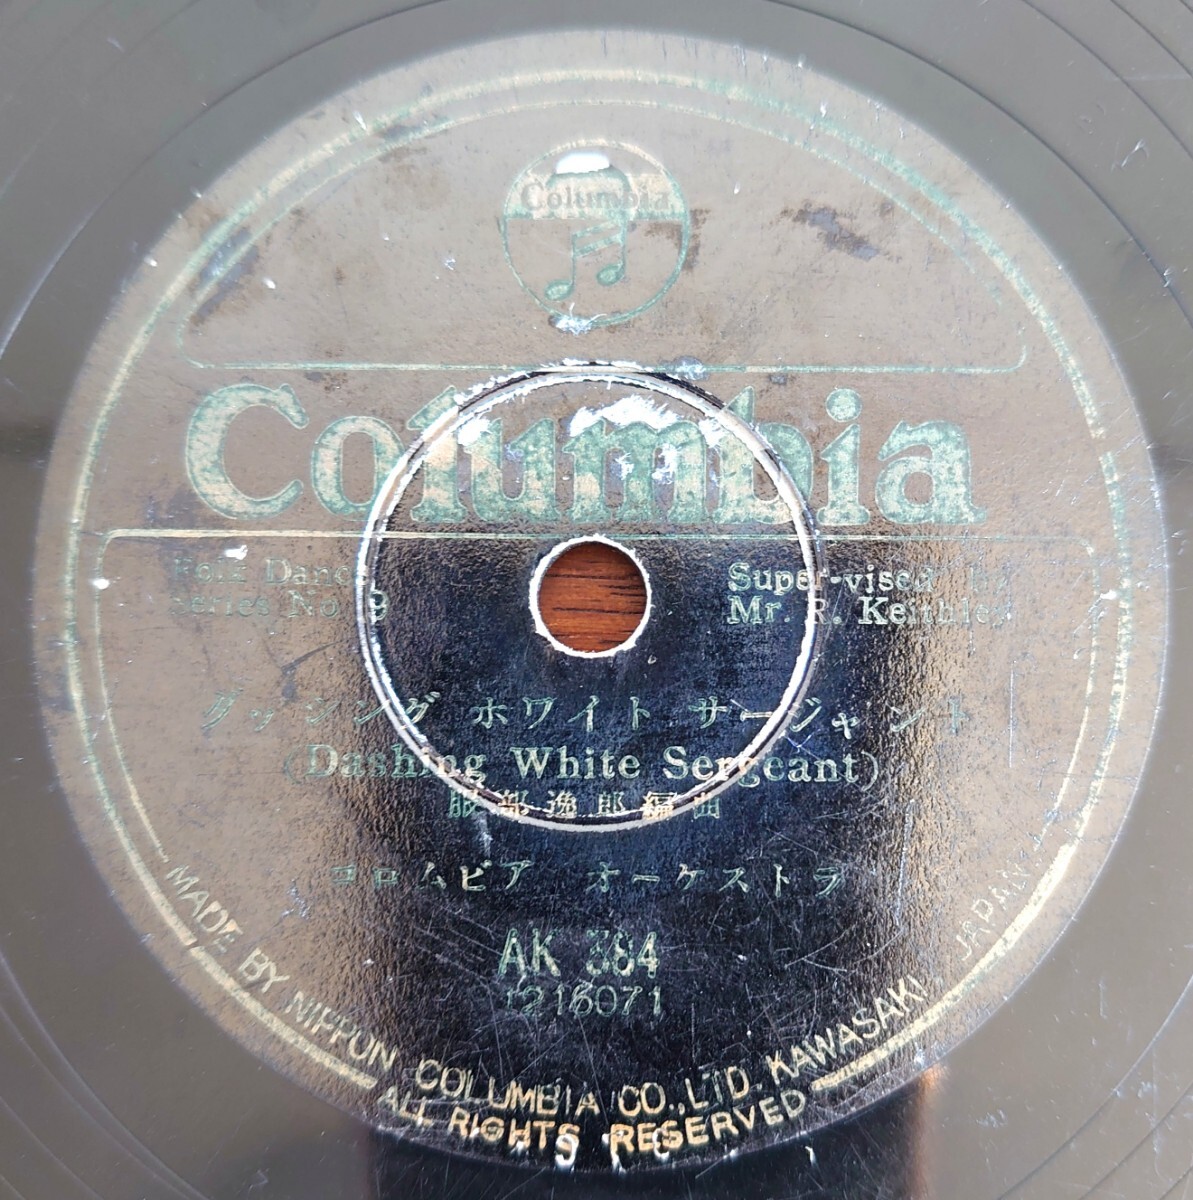 Columbia
Columbia
Folk Dance
Series No. 9
Super-vised by
Mr. R. Keithley
ダッシング ホワイト サージャント
(Dashing White Sergeant)
服部逸郎編曲
コロムビア オーケストラ
AK 384
1216071
MADE BY NIPPON COLUMBIA CO., LTD. KAWASAKI, JAPAN
ALL RIGHTS RESERVED